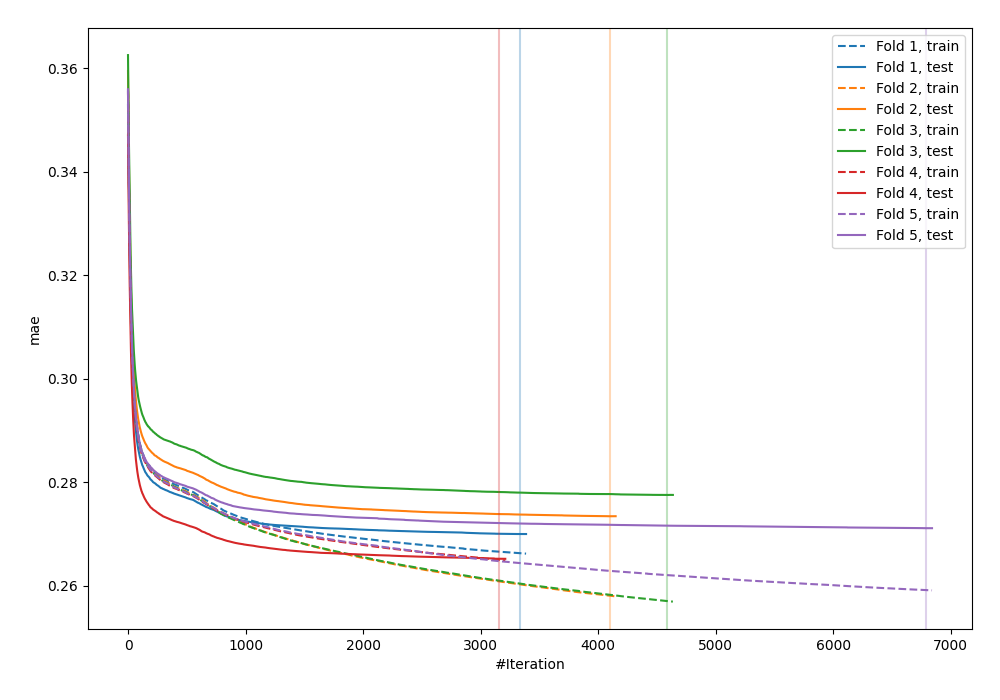 0.36
0.34
0.32
0.30
0.28
0.26
mae
0
1000
2000
3000
4000
5000
6000
7000
#Iteration
Fold 1, train
Fold 1, test
Fold 2, train
Fold 2, test
Fold 3, train
Fold 3, test
Fold 4, train
Fold 4, test
Fold 5, train
Fold 5, test